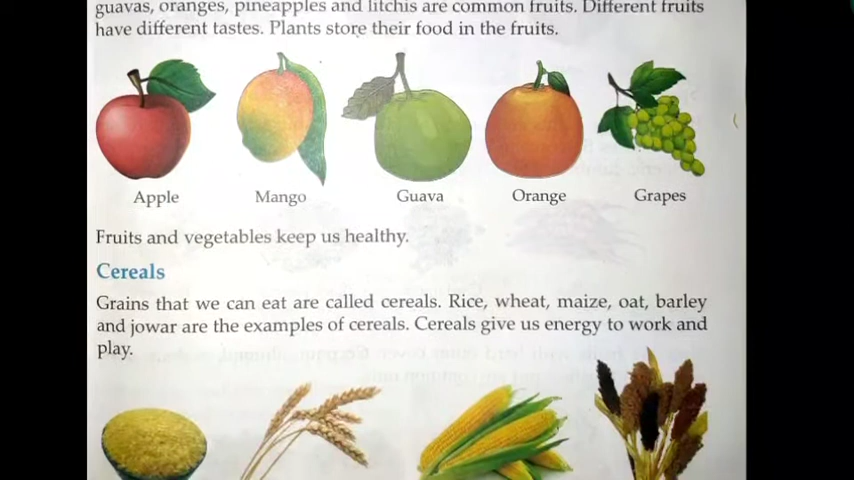 guavas, oranges, pineapples and litchis are common fruits. Different fruits
have different tastes. Plants store their food in the fruits.
Apple
Mango
Guava
Orange
Grapes
Fruits and vegetables keep us healthy.
Cereals
Grains that we can eat are called cereals. Rice, wheat, maize, oat, barley
and jowar are the examples of cereals. Cereals give us energy to work and
play.